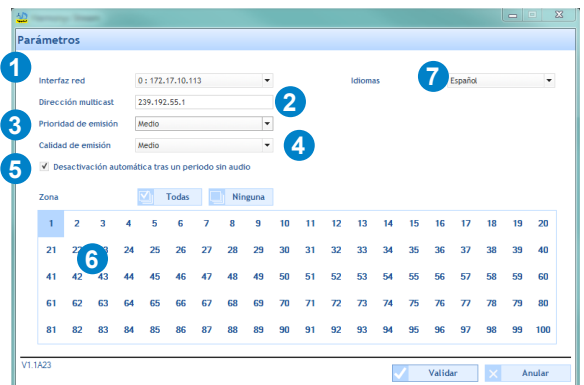 Parámetros
1
Interfaz red 0 : 172.17.10.113 Idiomas 7 Español
Dirección multicast 239.192.55.1 2
3 Prioridad de emisión Medio
Calidad de emisión Medio 4
5 Desactivación automática tras un periodo sin audio
Zona Todas Ninguna
1 2 3 4 5 6 7 8 9 10 11 12 13 14 15 16 17 18 19 20
21 22 24 25 26 27 28 29 30 31 32 33 34 35 36 37 38 39 40
6
41 42 43 44 45 46 47 48 49 50 51 52 53 54 55 56 57 58 59 60
61 62 63 64 65 66 67 68 69 70 71 72 73 74 75 76 77 78 79 80
81 82 83 84 85 86 87 88 89 90 91 92 93 94 95 96 97 98 99 100
V1.1A23
Validar Anular